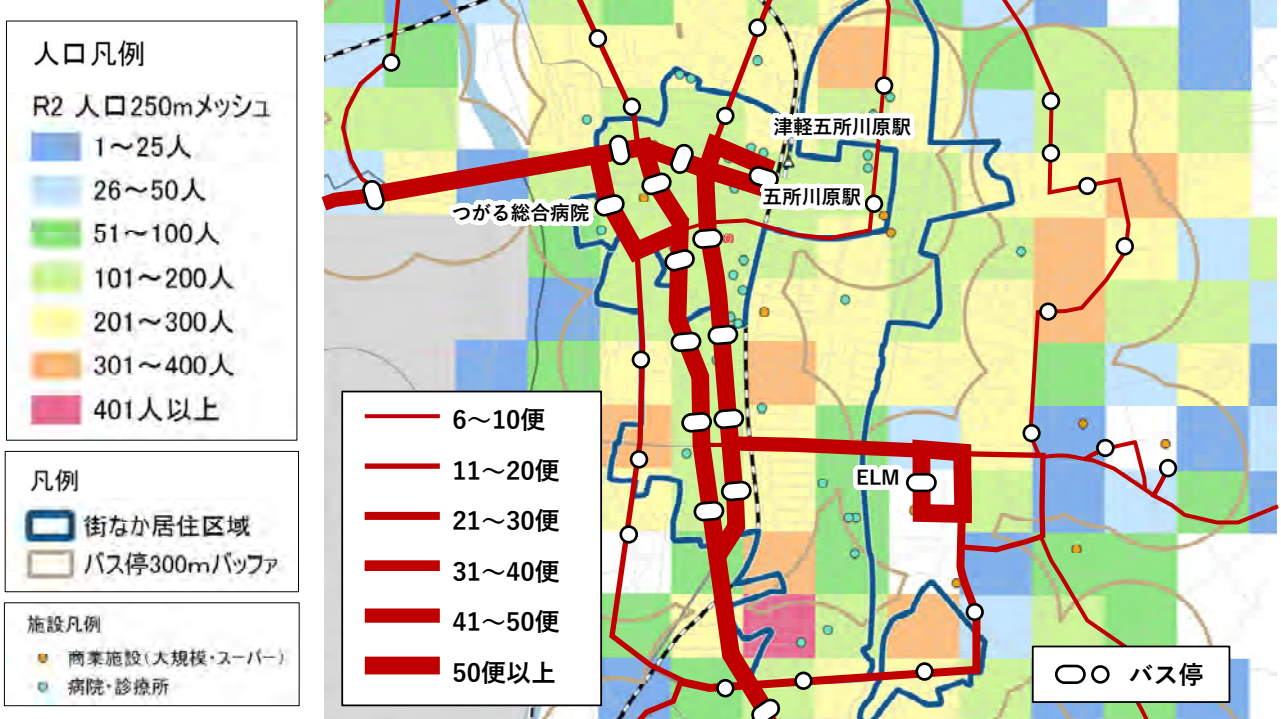 人口凡例
R2 人口250mメッシュ
1～25人
26～50人
51～100人
101～200人
201～300人
301～400人
401人以上
凡例
街なか居住区域
バス停300mバッファ
施設凡例
商業施設(大規模・スーパー)
病院・診療所
津軽五所川原駅
五所川原駅
つがる総合病院
ELM
6～10便
11～20便
21～30便
31～40便
41～50便
50便以上
バス停